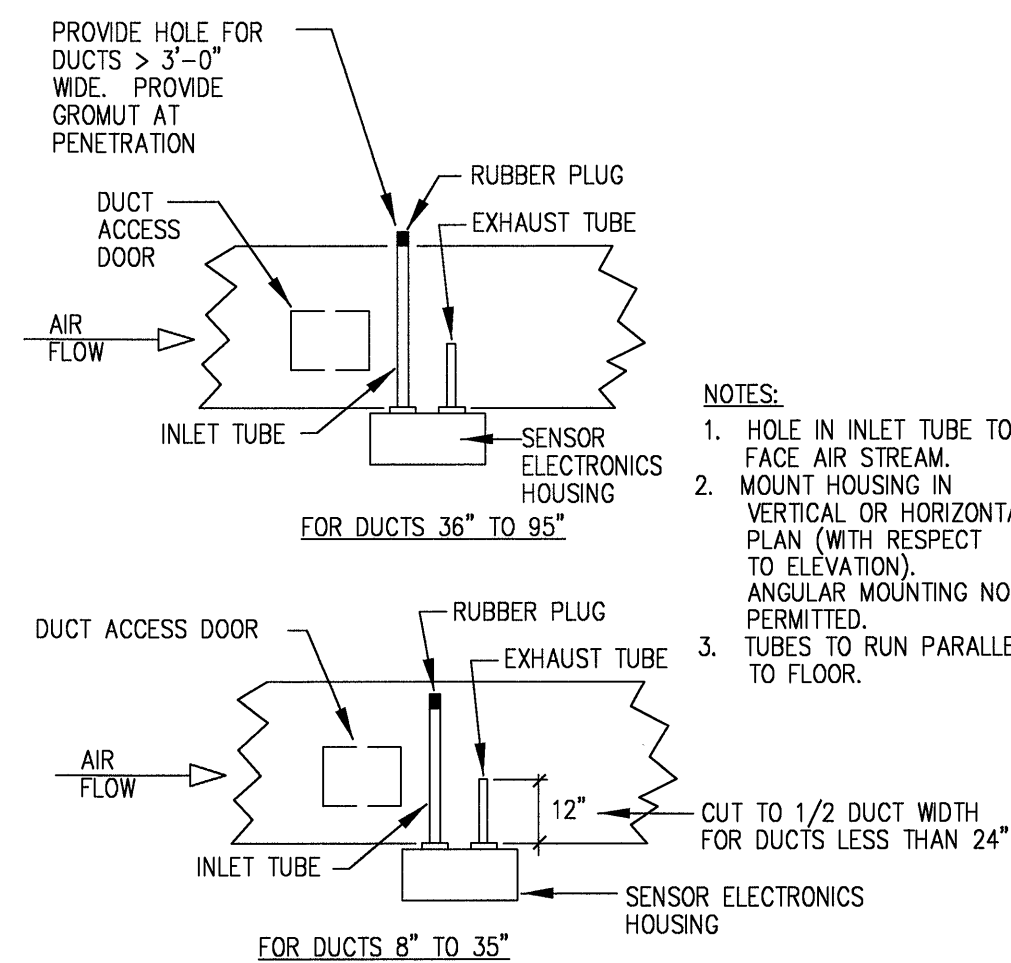 PROVIDE HOLE FOR
DUCTS > 3'-0"
WIDE. PROVIDE
GROMUT AT
PENETRATION
RUBBER PLUG
DUCT
ACCESS
DOOR
EXHAUST TUBE
AIR
FLOW
INLET TUBE
SENSOR
ELECTRONICS
HOUSING
FOR DUCTS 36" TO 95"
NOTES:
1. HOLE IN INLET TUBE TO
FACE AIR STREAM.
2. MOUNT HOUSING IN
VERTICAL OR HORIZONTA
PLAN (WITH RESPECT
TO ELEVATION).
ANGULAR MOUNTING NO
PERMITTED.
3. TUBES TO RUN PARALLE
TO FLOOR.
RUBBER PLUG
DUCT ACCESS DOOR
EXHAUST TUBE
AIR
FLOW
12"
CUT TO 1/2 DUCT WIDTH
FOR DUCTS LESS THAN 24"
INLET TUBE
SENSOR ELECTRONICS
HOUSING
FOR DUCTS 8" TO 35"